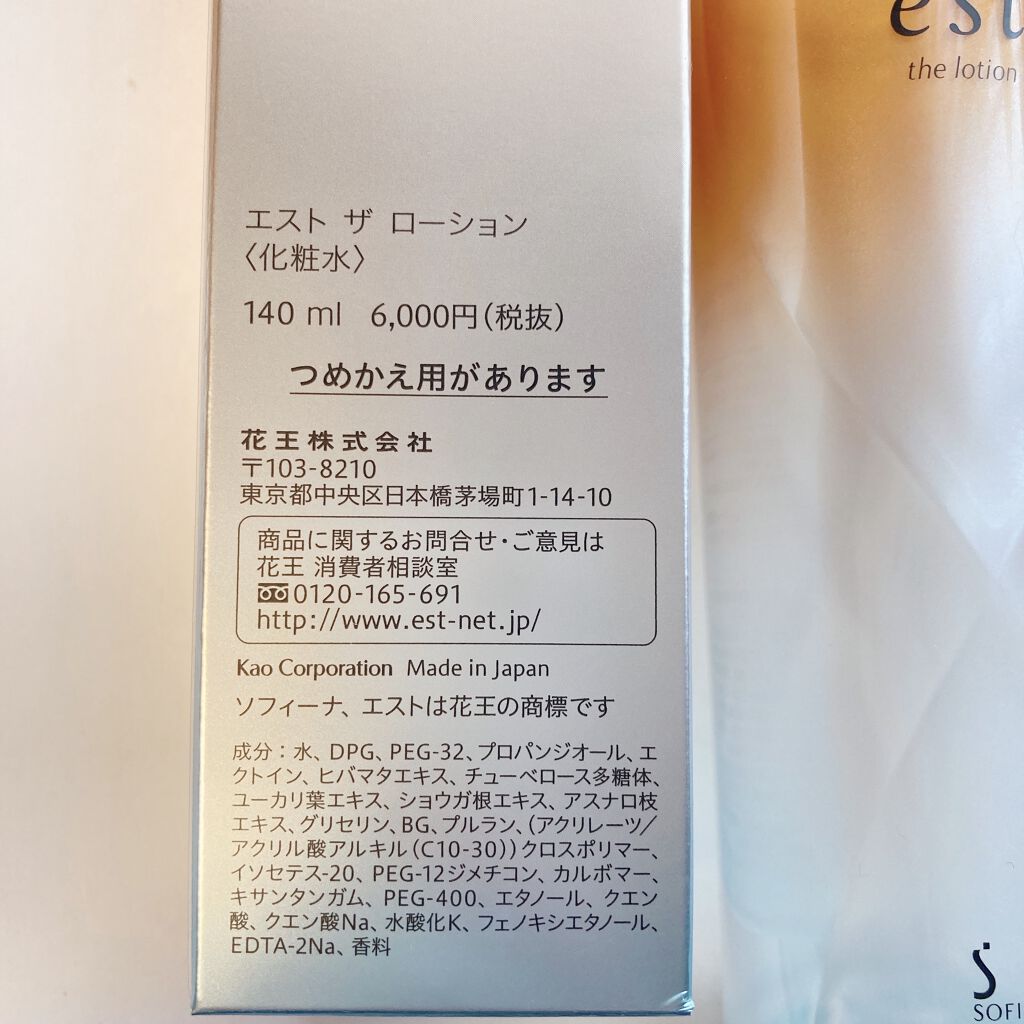 エスト ザ ローション
〈化粧水〉
140 ml 6,000円(税抜)
つめかえ用があります
花王株式会社
〒103-8210
東京都中央区日本橋茅場町1-14-10
商品に関するお問合せ・ご意見は
花王 消費者相談室
0120-165-691
http://www.est-net.jp/
Kao Corporation Made in Japan
ソフィーナ、エストは花王の商標です
成分:水、DPG、PEG-32、プロパンジオール、エ
クトイン、ヒバマタエキス、チューベロース多糖体、
ユーカリ葉エキス、ショウガ根エキス、アスナロ枝
エキス、グリセリン、BG、プルラン、(アクリレーツ/
アクリル酸アルキル(C10-30))クロスポリマー、
イソセテス-20、PEG-12ジメチコン、カルボマー、
キサンタンガム、PEG-400、エタノール、クエン
酸、クエン酸Na、水酸化K、フェノキシエタノール、
EDTA-2Na、香料
est
the lotion
SOFI